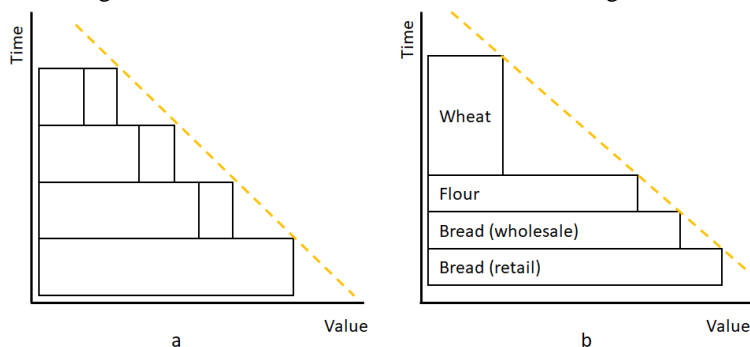 Time
Value
a
Time
Wheat
Flour
Bread (wholesale)
Bread (retail)
Value
b